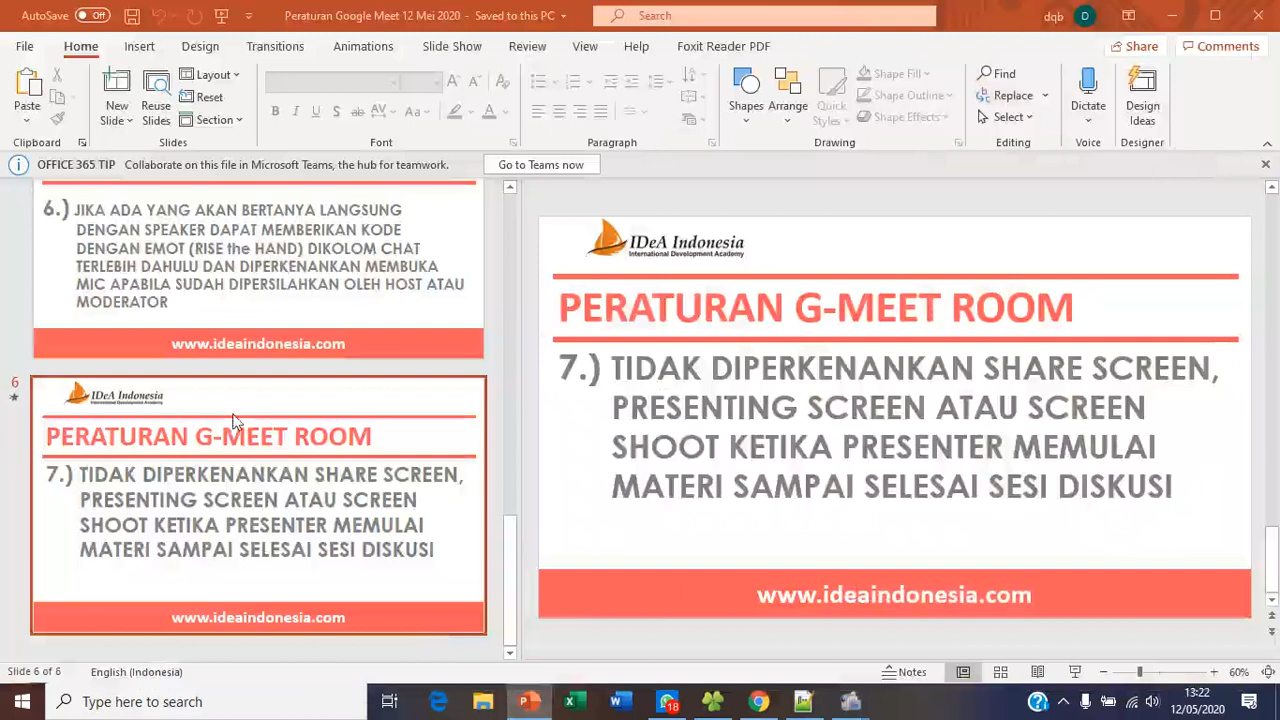 AutoSave Off Peraturan Google Meet 12 Mei 2020 - Saved to this PC Search dqb D
File Home Insert Design Transitions Animations Slide Show Review View Help Foxit Reader PDF Share Comments
Paste
New Slide
Reuse Slides
Layout
Reset
Section
B I U S ab AV Aa A
Shapes Arrange Quick Styles
Shape Fill
Shape Outline
Shape Effects
Find
Replace
Select
Dictate
Design Ideas
Clipboard Slides Font Paragraph Drawing Editing Voice Designer
OFFICE 365 TIP Collaborate on this file in Microsoft Teams, the hub for teamwork. Go to Teams now
6.) JIKA ADA YANG AKAN BERTANYA LANGSUNG
DENGAN SPEAKER DAPAT MEMBERIKAN KODE
DENGAN EMOT (RISE the HAND) DIKOLOM CHAT
TERLEBIH DAHULU DAN DIPERKENANKAN MEMBUKA
MIC APABILA SUDAH DIPERSILAHKAN OLEH HOST ATAU
MODERATOR
www.ideaindonesia.com
6
IDeA Indonesia
International Development Academy
PERATURAN G-MEET ROOM
7.) TIDAK DIPERKENANKAN SHARE SCREEN,
PRESENTING SCREEN ATAU SCREEN
SHOOT KETIKA PRESENTER MEMULAI
MATERI SAMPAI SELESAI SESI DISKUSI
www.ideaindonesia.com
IDeA Indonesia
International Development Academy
PERATURAN G-MEET ROOM
7.) TIDAK DIPERKENANKAN SHARE SCREEN,
PRESENTING SCREEN ATAU SCREEN
SHOOT KETIKA PRESENTER MEMULAI
MATERI SAMPAI SELESAI SESI DISKUSI
www.ideaindonesia.com
Slide 6 of 6 English (Indonesia) Notes 60%
Type here to search 18 13:22
12/05/2020